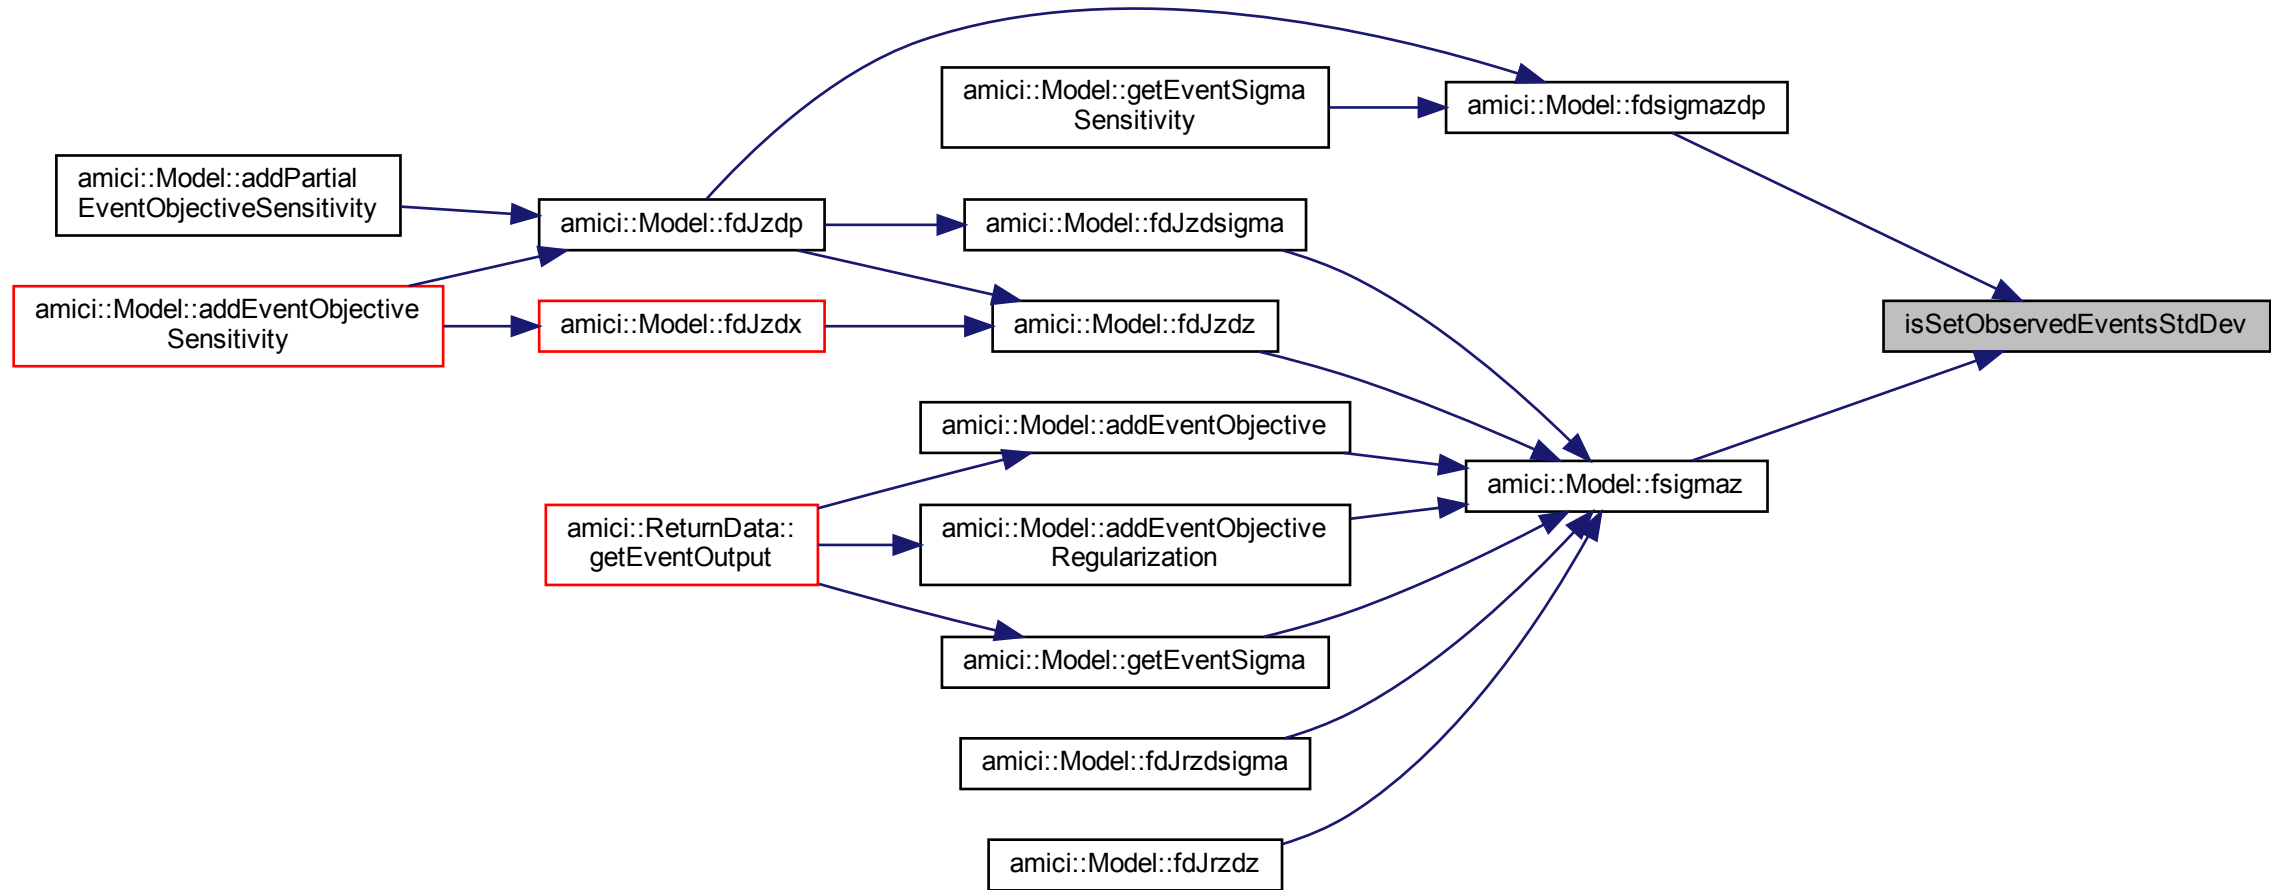 amici::Model::getEventSigma
Sensitivity
amici::Model::fdsigmazdp
amici::Model::addPartial
EventObjectiveSensitivity
amici::Model::fdJzdp
amici::Model::fdJzdsigma
amici::Model::addEventObjective
Sensitivity
amici::Model::fdJzdx
amici::Model::fdJzdz
isSetObservedEventsStdDev
amici::Model::addEventObjective
amici::Model::fsigmaz
amici::ReturnData::
getEventOutput
amici::Model::addEventObjective
Regularization
amici::Model::getEventSigma
amici::Model::fdJrzdsigma
amici::Model::fdJrzdz